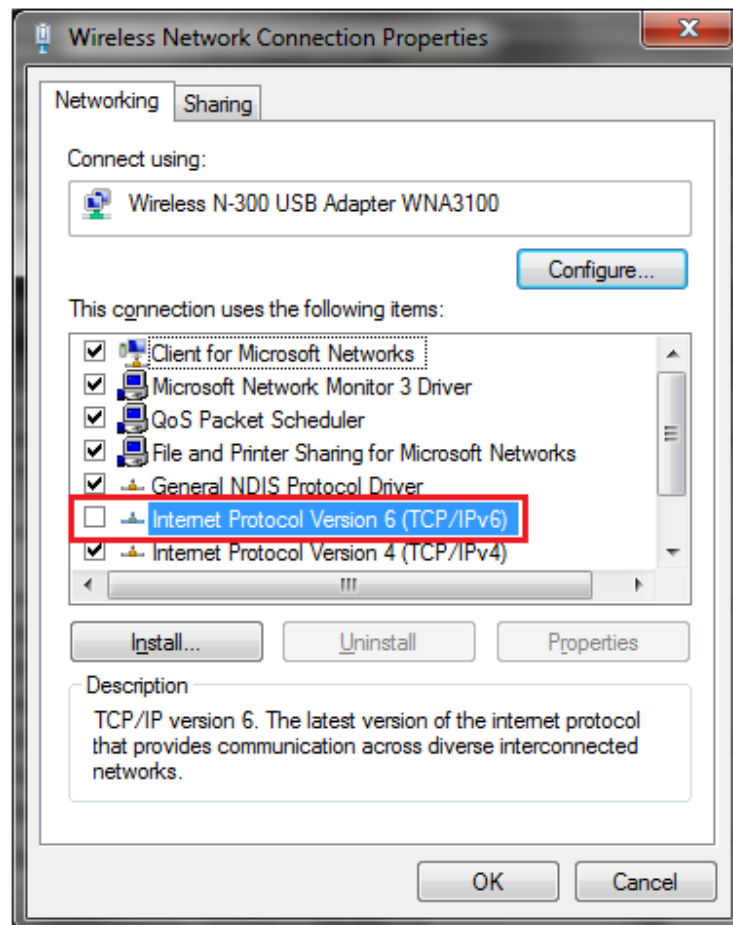 Wireless Network Connection Properties
Networking
Sharing
Connect using:
Wireless N-300 USB Adapter WNA3100
Configure...
This connection uses the following items:
Client for Microsoft Networks
Microsoft Network Monitor 3 Driver
QoS Packet Scheduler
File and Printer Sharing for Microsoft Networks
General NDIS Protocol Driver
Internet Protocol Version 6 (TCP/IPv6)
Internet Protocol Version 4 (TCP/IPv4)
Install...
Uninstall
Properties
Description
TCP/IP version 6. The latest version of the internet protocol
that provides communication across diverse interconnected
networks.
OK
Cancel